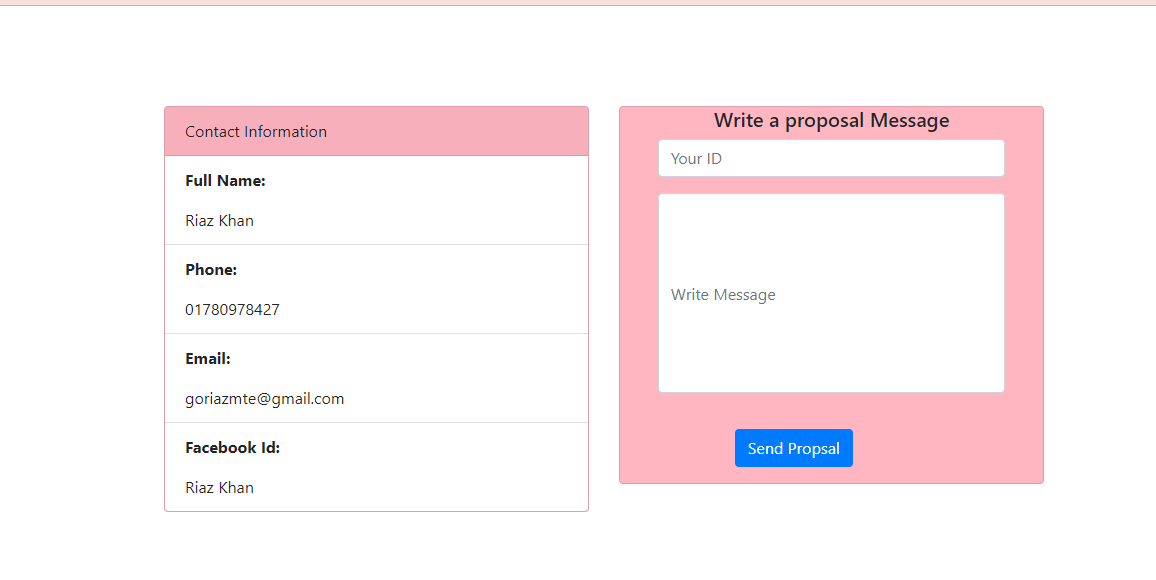 Contact Information
Full Name:
Riaz Khan
Phone:
01780978427
Email:
goriazmte@gmail.com
Facebook Id:
Riaz Khan
Write a proposal Message
Your ID
Write Message
Send Propsal